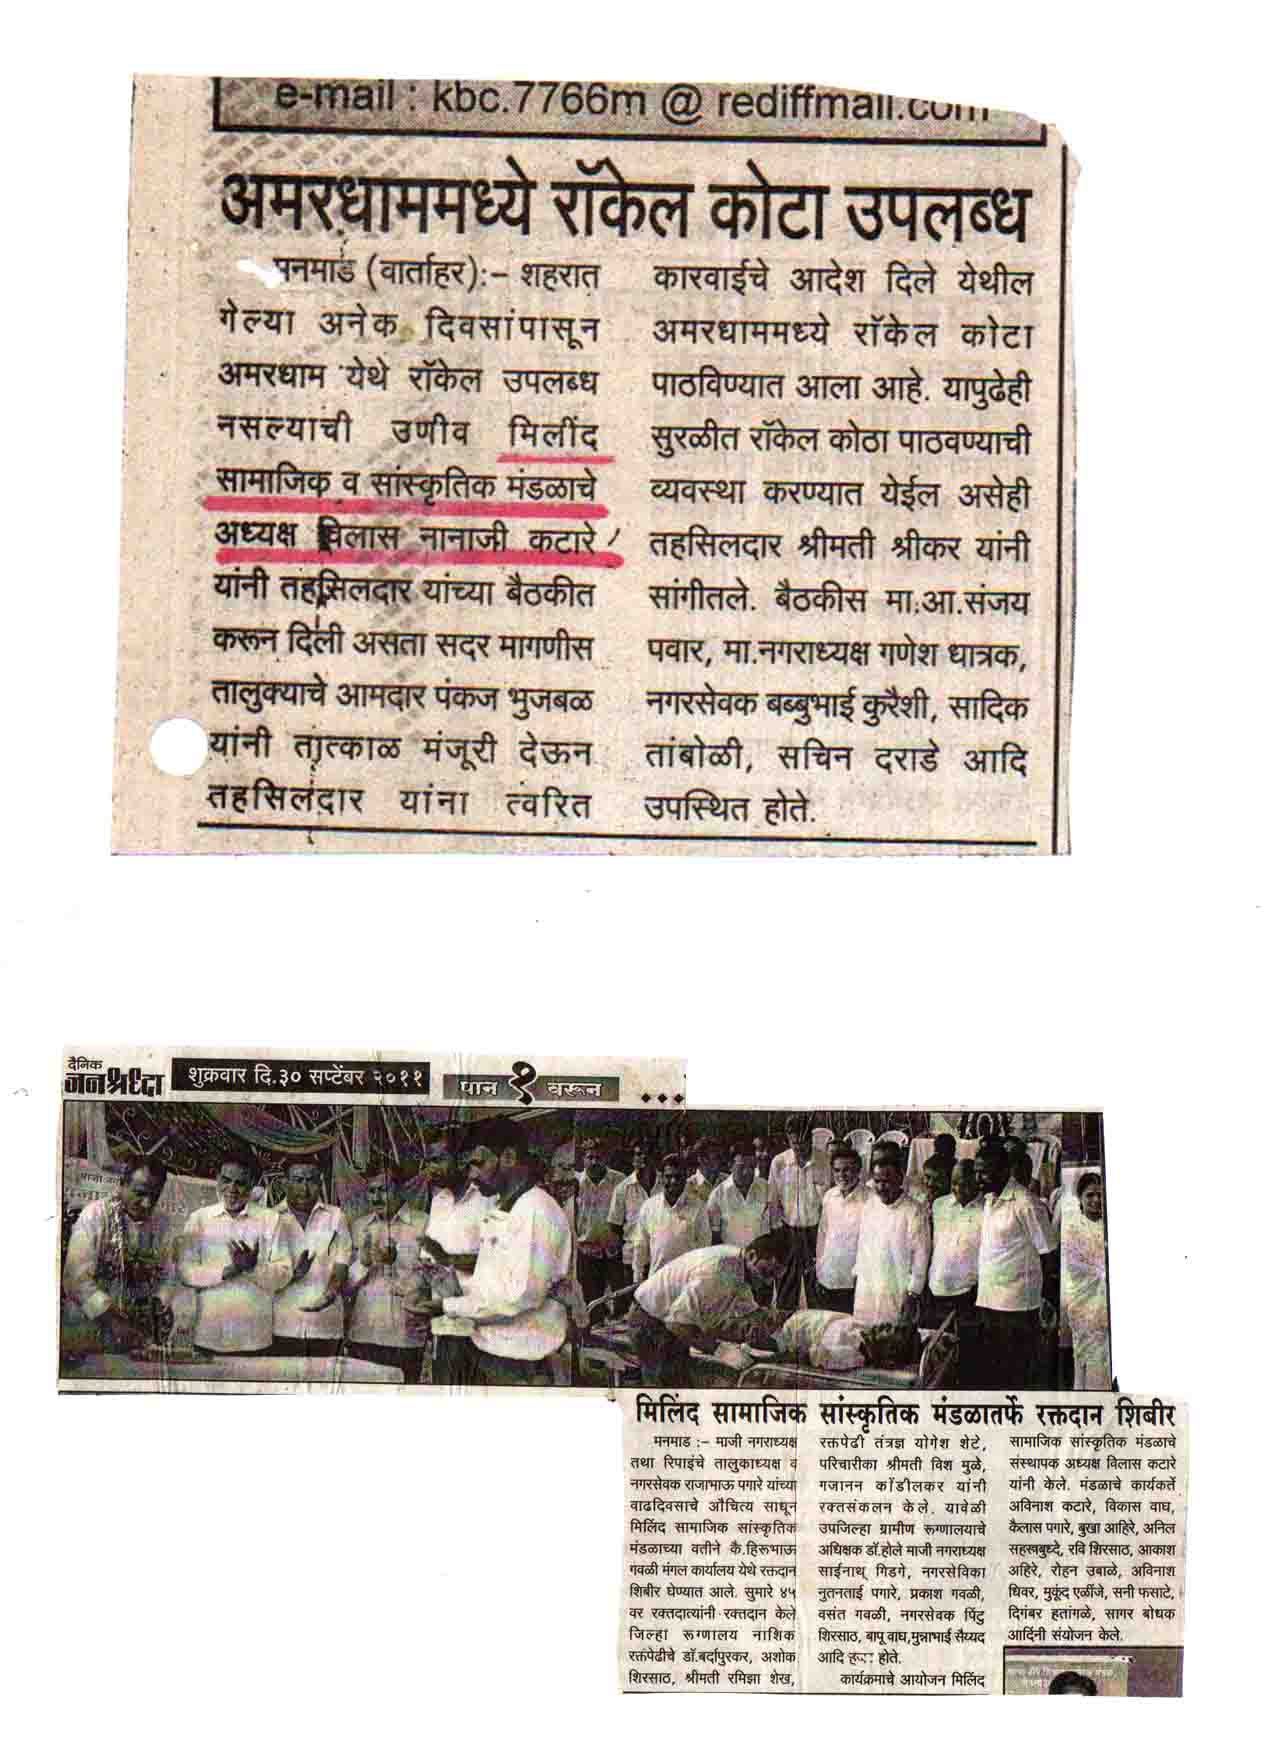 e-mail : kbc.7766m @ rediffmail.com
अमरधाममध्ये रॉकेल कोटा उपलब्ध
मनमाड (वार्ताहर):- शहरात
गेल्या अनेक दिवसांपासून
अमरधाम येथे रॉकेल उपलब्ध
नसल्याची उणीव मिलींद
सामाजिक व सांस्कृतिक मंडळाचे
अध्यक्ष विलास नानाजी कटारे
यांनी तहसिलदार यांच्या बैठकीत
करून दिली असता सदर मागणीस
तालुक्याचे आमदार पंकज भुजबळ
यांनी तात्काळ मंजूरी देऊन
तहसिलदार यांना त्वरित
कारवाईचे आदेश दिले येथील
अमरधाममध्ये रॉकेल कोटा
पाठविण्यात आला आहे. यापुढेही
सुरळीत रॉकेल कोठा पाठवण्याची
व्यवस्था करण्यात येईल असेही
तहसिलदार श्रीमती श्रीकर यांनी
सांगीतले. बैठकीस मा.आ.संजय
पवार, मा.नगराध्यक्ष गणेश धात्रक,
नगरसेवक बब्बुभाई कुरैशी, सादिक
तांबोळी, सचिन दराडे आदि
उपस्थित होते.
दैनिक
जनश्रध्दा शुक्रवार दि.३० सप्टेंबर २०११ पान १ वरून ...
मिलिंद सामाजिक सांस्कृतिक मंडळातर्फे रक्तदान शिबीर
मनमाड :- माजी नगराध्यक्ष
तथा रिपाइंचे तालुकाध्यक्ष व
नगरसेवक राजाभाऊ पगारे यांच्या
वाढदिवसाचे औचित्य साधून
मिलिंद सामाजिक सांस्कृतिक
मंडळाच्या वतीने कै.हिरूभाऊ
गवळी मंगल कार्यालय येथे रक्तदान
शिबीर घेण्यात आले. सुमारे ४५
वर रक्तदात्यांनी रक्तदान केले
जिल्हा रूग्णालय नाशिक
रक्तपेढीचे डॉ.बर्दापुरकर, अशोक
शिरसाठ, श्रीमती रमिझा शेख,
रक्तपेढी तंत्रज्ञ योगेश शेटे,
परिचारीका श्रीमती विश मुळे,
गजानन कोंडीलकर यांनी
रक्तसंकलन केले. यावेळी
उपजिल्हा ग्रामीण रूग्णालयाचे
अधिक्षक डॉ.होले माजी नगराध्यक्ष
साईनाथ गिडगे, नगरसेविका
नुतनताई पगारे, प्रकाश गवळी,
वसंत गवळी, नगरसेवक पिंटु
शिरसाठ, बापू वाघ,मुन्नाभाई सैय्यद
आदि हजर होते.
कार्यक्रमाचे आयोजन मिलिंद
सामाजिक सांस्कृतिक मंडळाचे
संस्थापक अध्यक्ष विलास कटारे
यांनी केले. मंडळाचे कार्यकर्ते
अविनाश कटारे, विकास वाघ,
कैलास पगारे, बुखा आहिरे, अनिल
सहस्त्रबुध्दे, रवि शिरसाठ, आकाश
अहिरे, रोहन उबाळे, अविनाश
धिवर, मुकूंद एळींजे, सनी फसाटे,
दिगंबर हतांगळे, सागर बोधक
आदिंनी संयोजन केले.